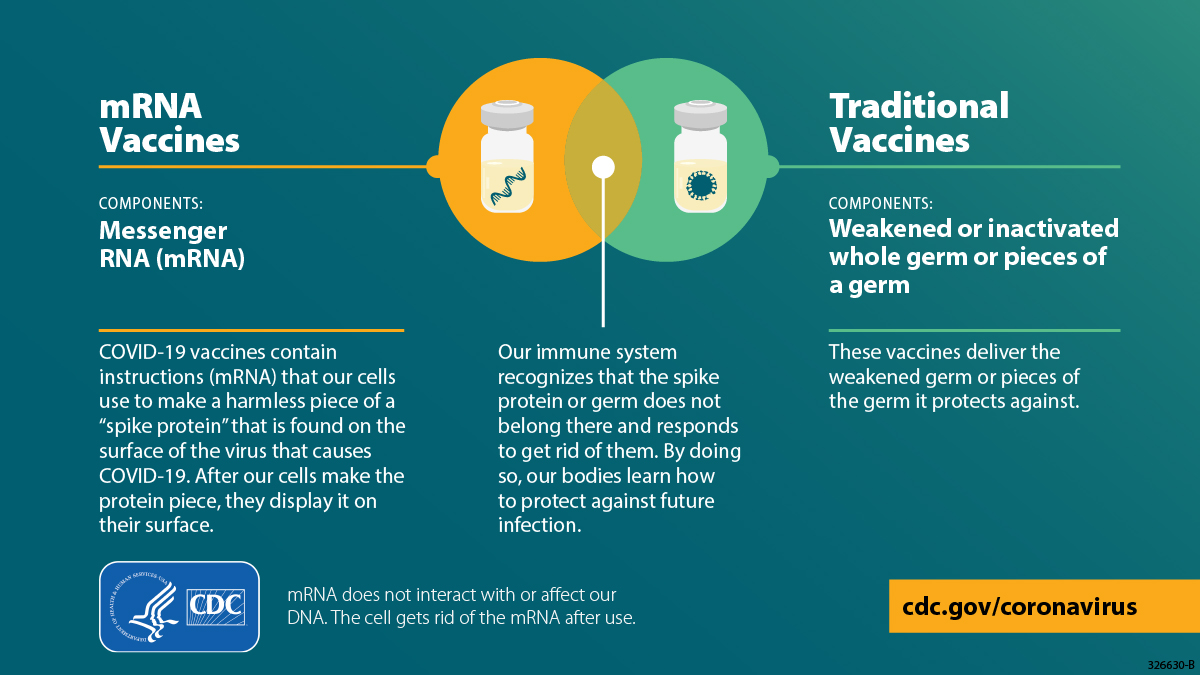 mRNA
Vaccines
COMPONENTS:
Messenger
RNA (mRNA)
COVID-19 vaccines contain
instructions (mRNA) that our cells
use to make a harmless piece of a
“spike protein” that is found on the
surface of the virus that causes
COVID-19. After our cells make the
protein piece, they display it on
their surface.
Our immune system
recognizes that the spike
protein or germ does not
belong there and responds
to get rid of them. By doing
so, our bodies learn how
to protect against future
infection.
Traditional
Vaccines
COMPONENTS:
Weakened or inactivated
whole germ or pieces of
a germ
These vaccines deliver the
weakened germ or pieces of
the germ it protects against.
DEPARTMENT OF HEALTH & HUMAN SERVICES·USA
CDC
mRNA does not interact with or affect our
DNA. The cell gets rid of the mRNA after use.
cdc.gov/coronavirus
326630-B